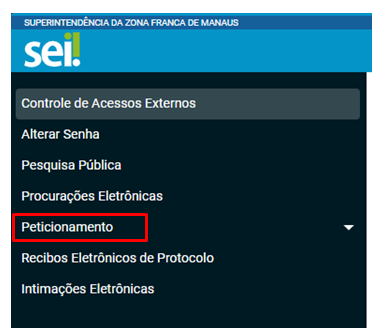 SUPERINTENDÊNCIA DA ZONA FRANCA DE MANAUS
sei!
Controle de Acessos Externos
Alterar Senha
Pesquisa Pública
Procurações Eletrônicas
Peticionamento
Recibos Eletrônicos de Protocolo
Intimações Eletrônicas